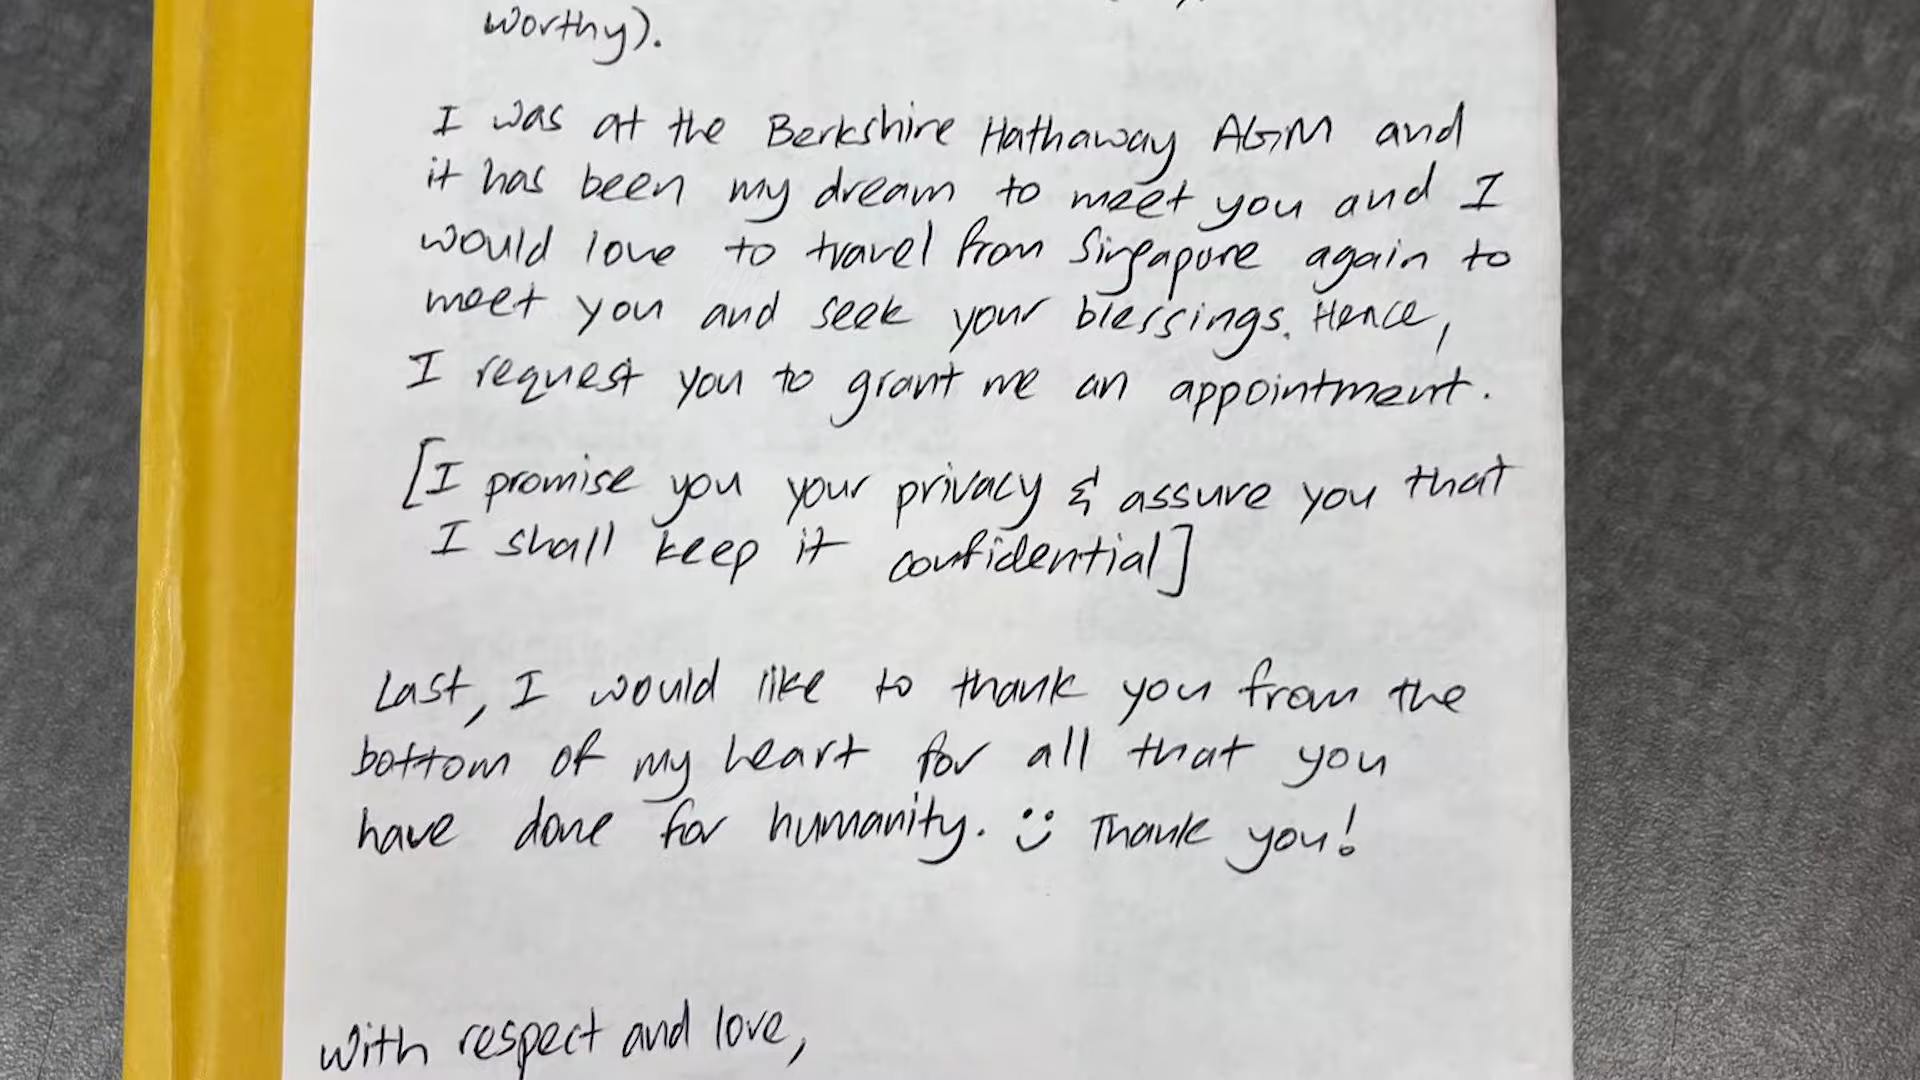 worthy).
I was at the Berkshire Hathaway AGM and
it has been my dream to meet you and I
would love to travel from Singapore again to
meet you and seek your blessings. Hence,
I request you to grant me an appointment.
[I promise you your privacy & assure you that
I shall keep it confidential]
Last, I would like to thank you from the
bottom of my heart for all that you
have done for humanity. :) Thank you!
With respect and love,